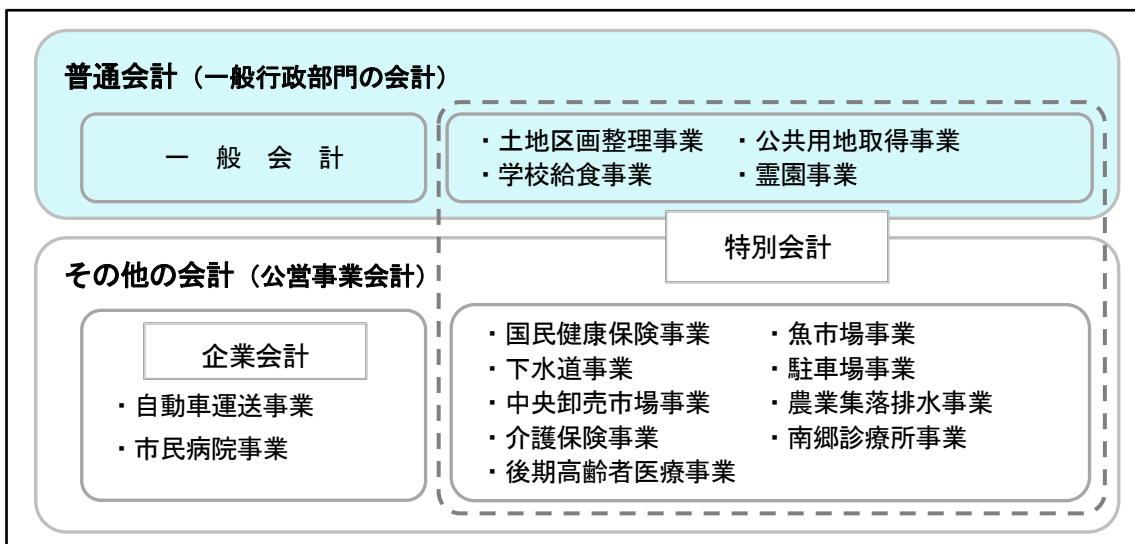 普通会計（一般行政部門の会計）
一 般 会 計
・土地区画整理事業 ・公共用地取得事業
・学校給食事業 ・霊園事業
特別会計
その他の会計（公営事業会計）
企業会計
・自動車運送事業
・市民病院事業
・国民健康保険事業 ・魚市場事業
・下水道事業 ・駐車場事業
・中央卸売市場事業 ・農業集落排水事業
・介護保険事業 ・南郷診療所事業
・後期高齢者医療事業